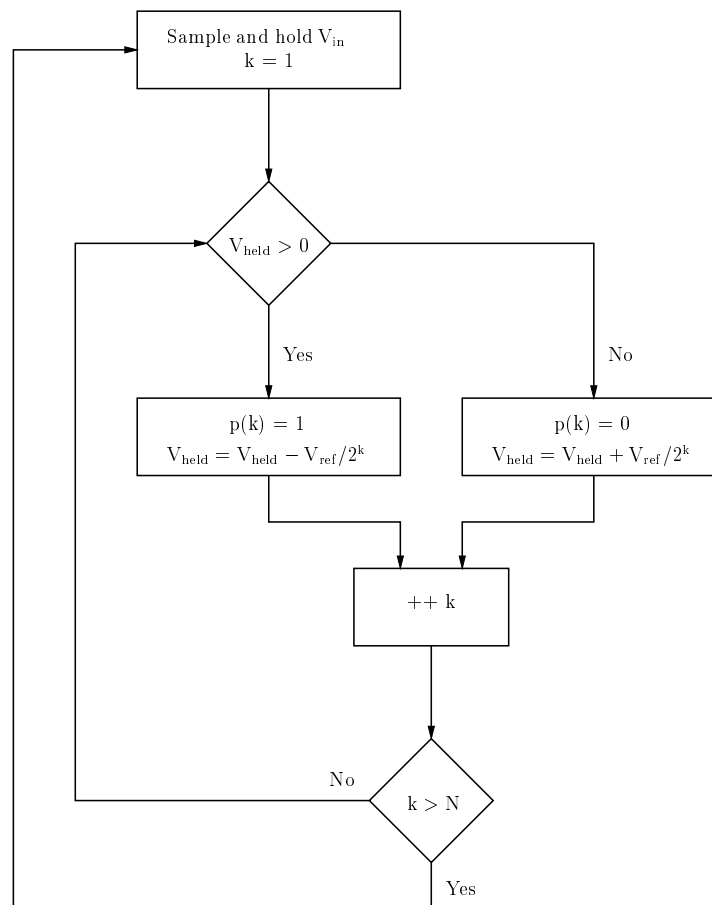 Sample and hold V_in
k = 1
V_held > 0
Yes
No
p(k) = 1
V_held = V_held − V_ref/2^k
p(k) = 0
V_held = V_held + V_ref/2^k
++ k
No
k > N
Yes